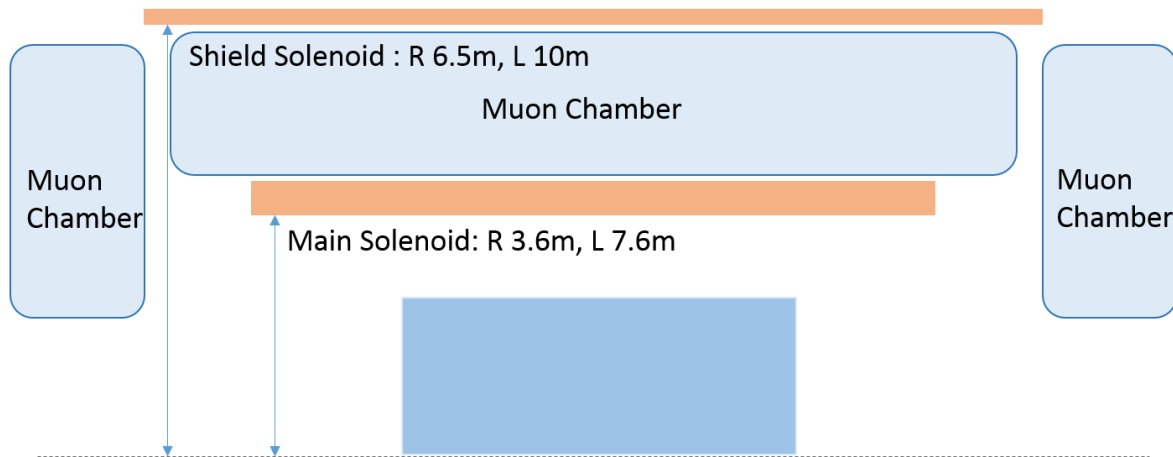 Shield Solenoid : R 6.5m, L 10m
Muon Chamber
Muon
Chamber
Muon
Chamber
Main Solenoid: R 3.6m, L 7.6m